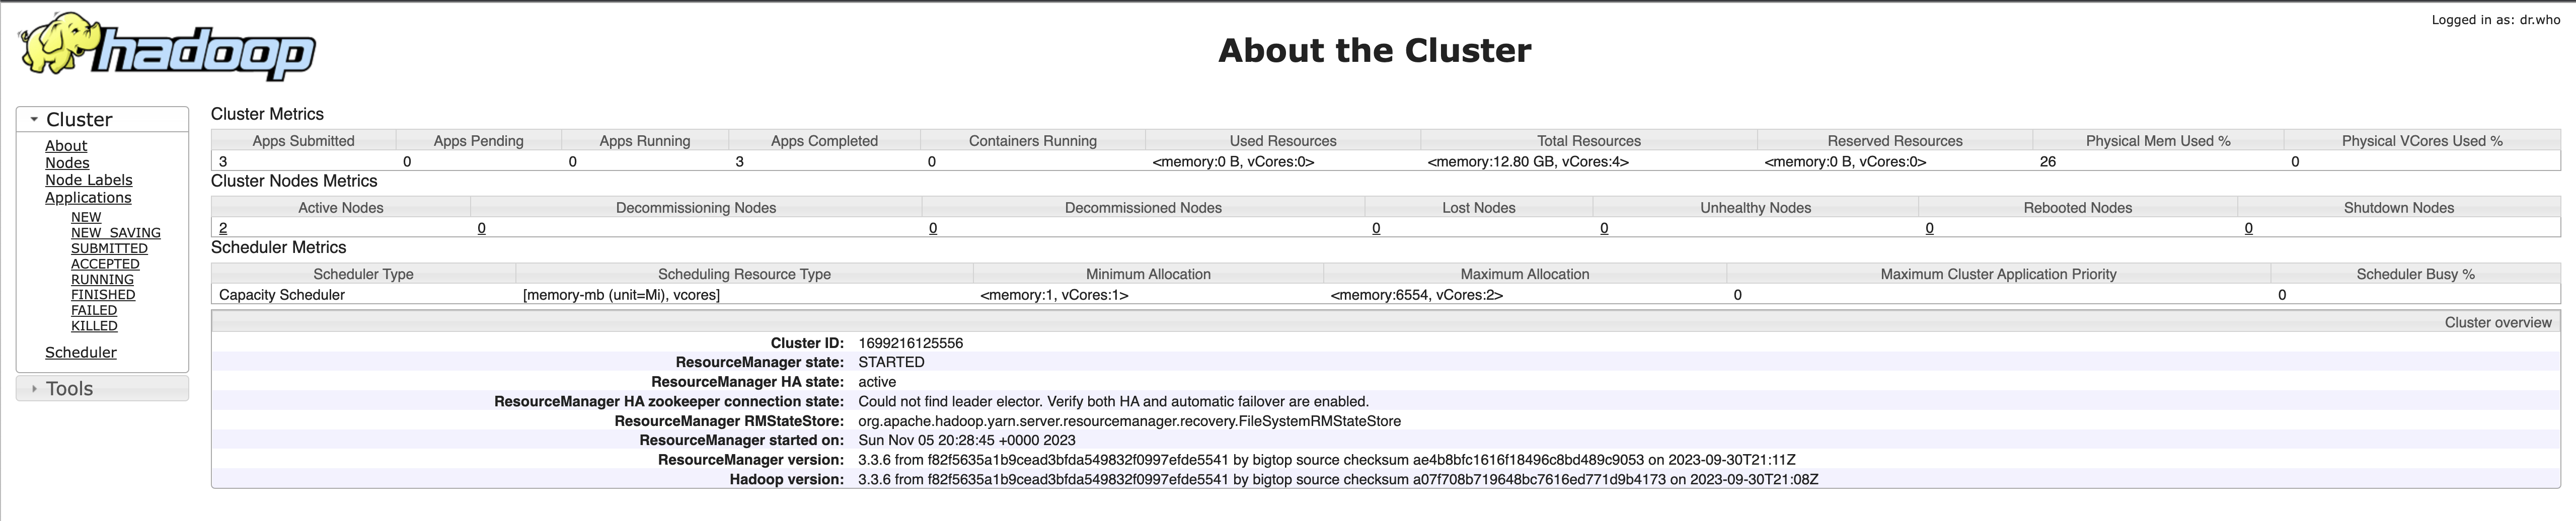 Logged in as: dr.who
hadoop
About the Cluster
Cluster
About
Nodes
Node Labels
Applications
NEW
NEW_SAVING
SUBMITTED
ACCEPTED
RUNNING
FINISHED
FAILED
KILLED
Scheduler
Tools
Cluster Metrics
Apps Submitted Apps Pending Apps Running Apps Completed Containers Running Used Resources Total Resources Reserved Resources Physical Mem Used % Physical VCores Used %
3 0 0 3 0 <memory:0 B, vCores:0> <memory:12.80 GB, vCores:4> <memory:0 B, vCores:0> 26 0
Cluster Nodes Metrics
Active Nodes Decommissioning Nodes Decommissioned Nodes Lost Nodes Unhealthy Nodes Rebooted Nodes Shutdown Nodes
2 0 0 0 0 0 0
Scheduler Metrics
Scheduler Type Scheduling Resource Type Minimum Allocation Maximum Allocation Maximum Cluster Application Priority Scheduler Busy %
Capacity Scheduler [memory-mb (unit=Mi), vcores] <memory:1, vCores:1> <memory:6554, vCores:2> 0 0
Cluster overview
Cluster ID: 1699216125556
ResourceManager state: STARTED
ResourceManager HA state: active
ResourceManager HA zookeeper connection state: Could not find leader elector. Verify both HA and automatic failover are enabled.
ResourceManager RMStateStore: org.apache.hadoop.yarn.server.resourcemanager.recovery.FileSystemRMStateStore
ResourceManager started on: Sun Nov 05 20:28:45 +0000 2023
ResourceManager version: 3.3.6 from f82f5635a1b9cead3bfda549832f0997efde5541 by bigtop source checksum ae4b8bfc1616f18496c8bd489c9053 on 2023-09-30T21:11Z
Hadoop version: 3.3.6 from f82f5635a1b9cead3bfda549832f0997efde5541 by bigtop source checksum a07f708b719648bc7616ed771d9b4173 on 2023-09-30T21:08Z